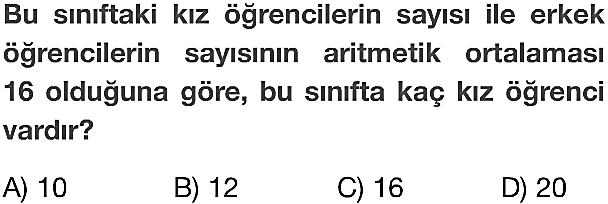 Bu sınıftaki kız öğrencilerin sayısı ile erkek
öğrencilerin sayısının aritmetik ortalaması
16 olduğuna göre, bu sınıfta kaç kız öğrenci
vardır?
A) 10 B) 12 C) 16 D) 20